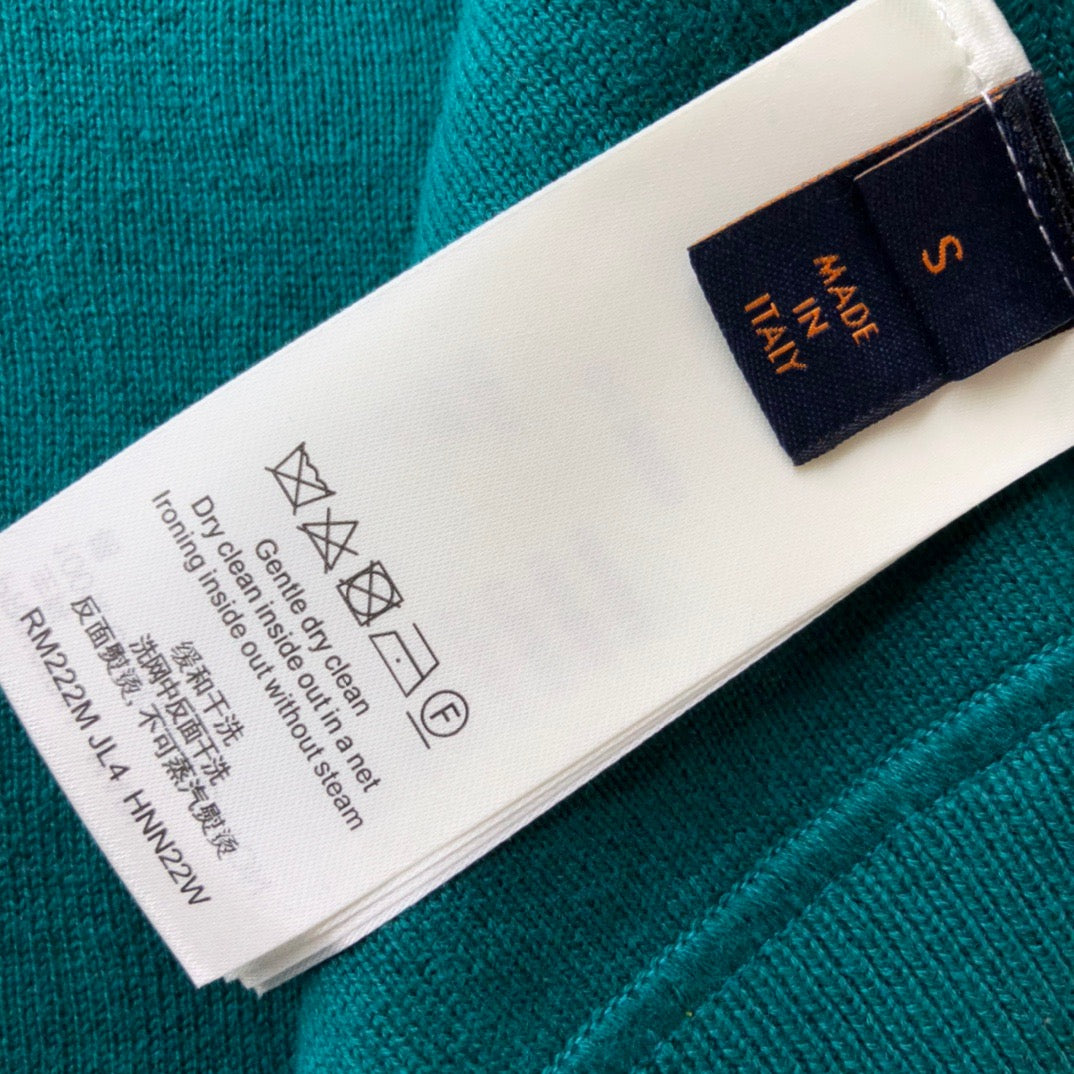 S
MADE
IN
ITALY
F
Gentle dry clean
Dry clean inside out in a net
Ironing inside out without steam
缓和干洗
洗网中反面干洗
反面熨烫, 不可蒸汽熨烫
RM222M JL4 HNN22W